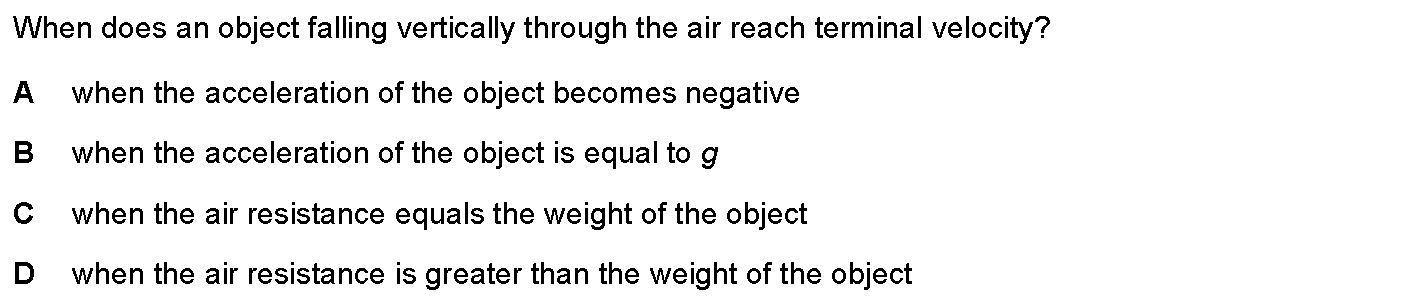 When does an object falling vertically through the air reach terminal velocity?
A when the acceleration of the object becomes negative
B when the acceleration of the object is equal to g
C when the air resistance equals the weight of the object
D when the air resistance is greater than the weight of the object